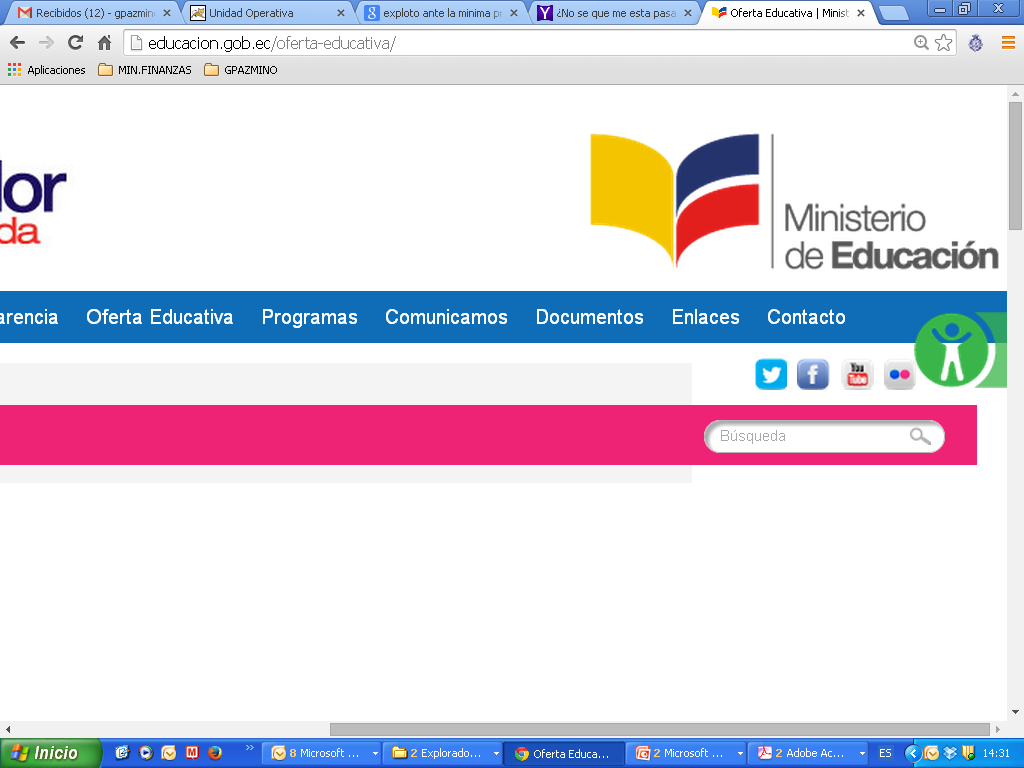 Recibidos (12) - gpazmin
Unidad Operativa
exploto ante la minima pr
¿No se que me esta pasa
Oferta Educativa | Minist
educacion.gob.ec/oferta-educativa/
Aplicaciones
MIN.FINANZAS
GPAZMINO
dor
da
Ministerio
de Educación
arencia
Oferta Educativa
Programas
Comunicamos
Documentos
Enlaces
Contacto
You
Tube
Búsqueda
Inicio
8 Microsoft ...
2 Explorado...
Oferta Educa...
2 Microsoft ...
2 Adobe Ac...
ES
14:31